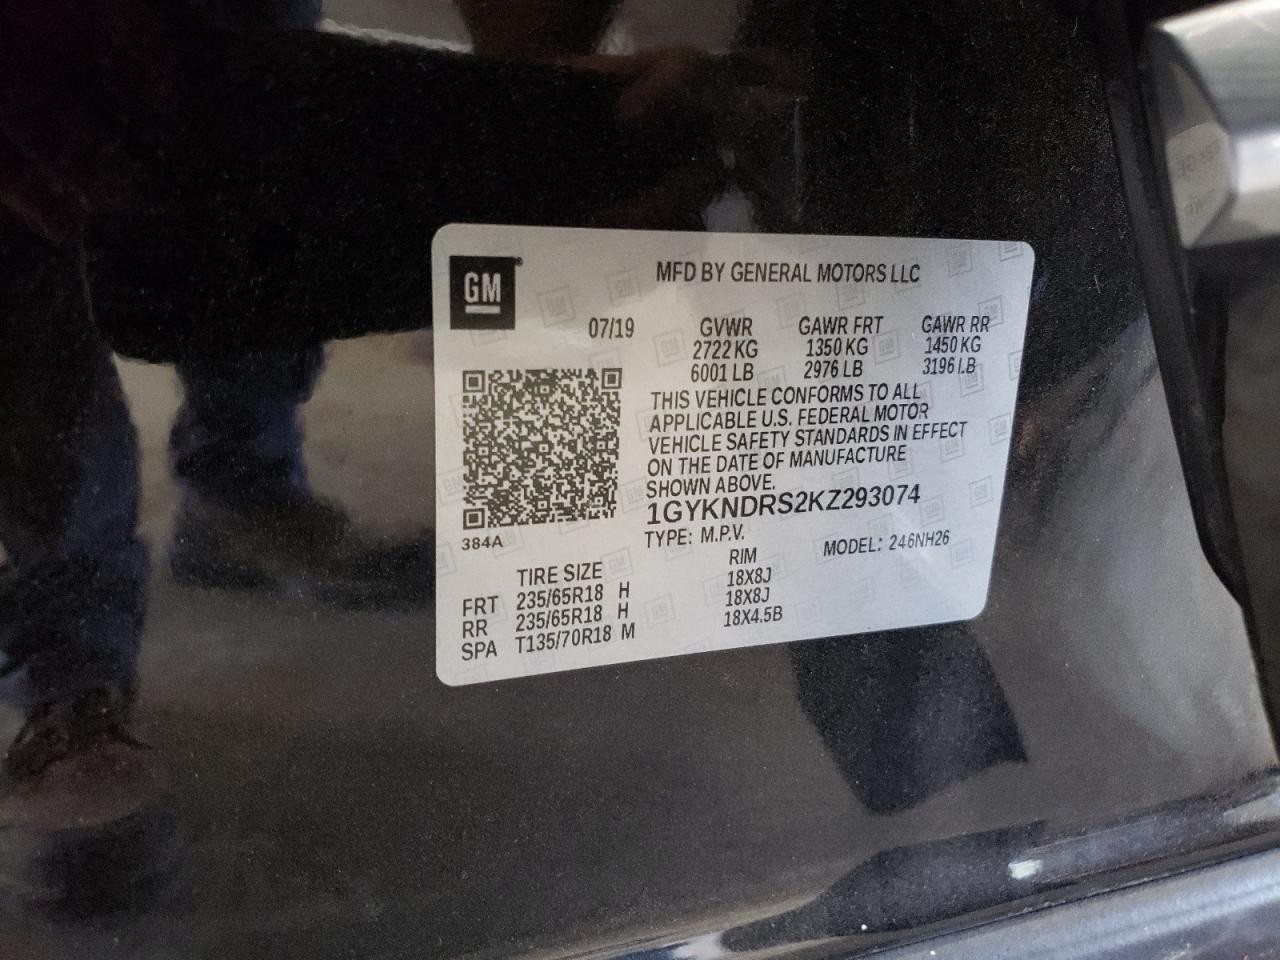 GM
MFD BY GENERAL MOTORS LLC
07/19 GVWR GAWR FRT GAWR RR
2722 KG 1350 KG 1450 KG
6001 LB 2976 LB 3196 LB
THIS VEHICLE CONFORMS TO ALL
APPLICABLE U.S. FEDERAL MOTOR
VEHICLE SAFETY STANDARDS IN EFFECT
ON THE DATE OF MANUFACTURE
SHOWN ABOVE.
1GYKNDRS2KZ293074
TYPE: M.P.V. MODEL: 246NH26
384A
TIRE SIZE RIM
FRT 235/65R18 H 18X8J
RR 235/65R18 H 18X8J
SPA T135/70R18 M 18X4.5B